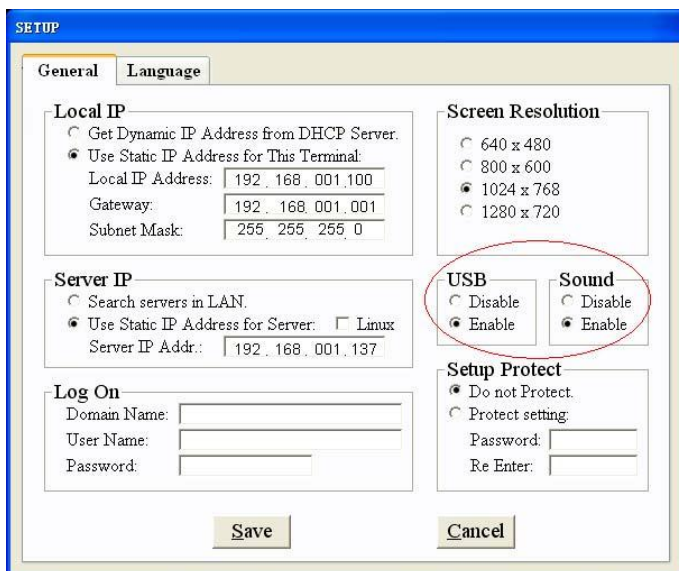 SETUP
General Language
Local IP
Get Dynamic IP Address from DHCP Server.
Use Static IP Address for This Terminal:
Local IP Address: 192 . 168 . 001 .100
Gateway: 192 . 168. 001 .001
Subnet Mask: 255 . 255 . 255 . 0
Screen Resolution
640 x 480
800 x 600
1024 x 768
1280 x 720
Server IP
Search servers in LAN.
Use Static IP Address for Server: Linux
Server IP Addr.: 192 . 168 . 001 .137
USB Sound
Disable Disable
Enable Enable
Log On
Domain Name:
User Name:
Password:
Setup Protect
Do not Protect.
Protect setting:
Password:
Re Enter:
Save Cancel